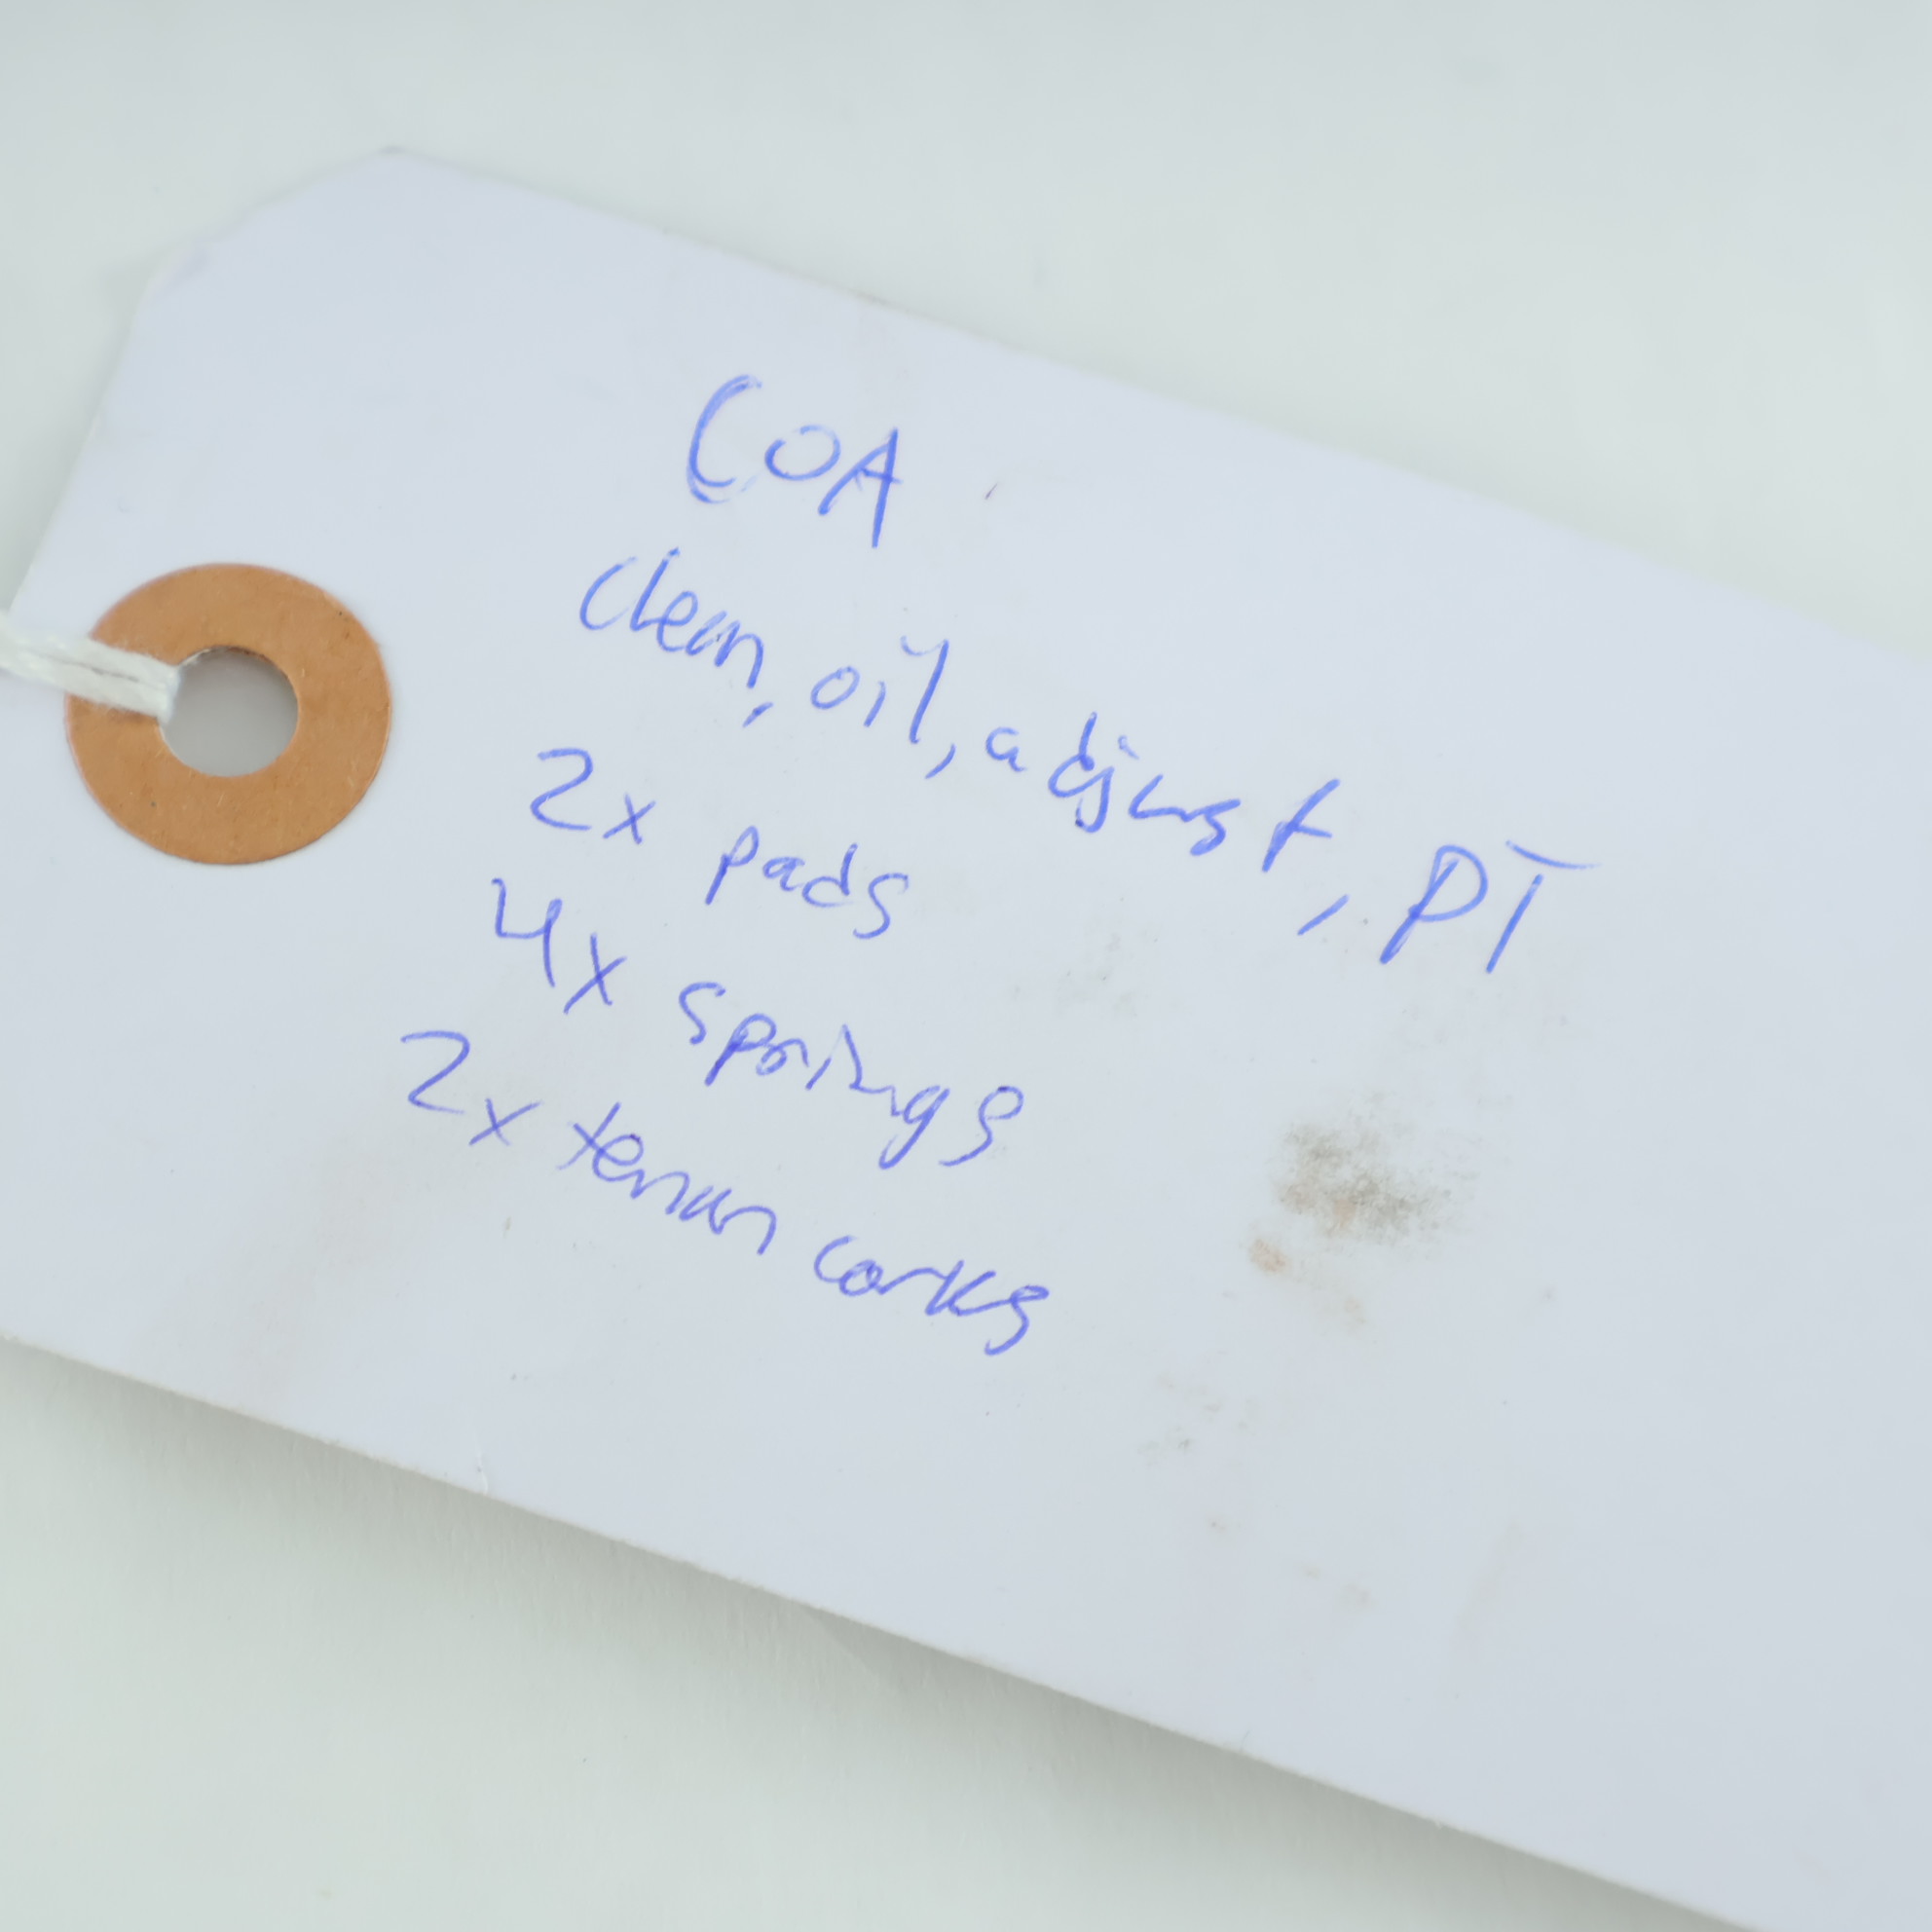 COA
clean, oil, adjust, PT
2x pads
4x springs
2x tenon corks